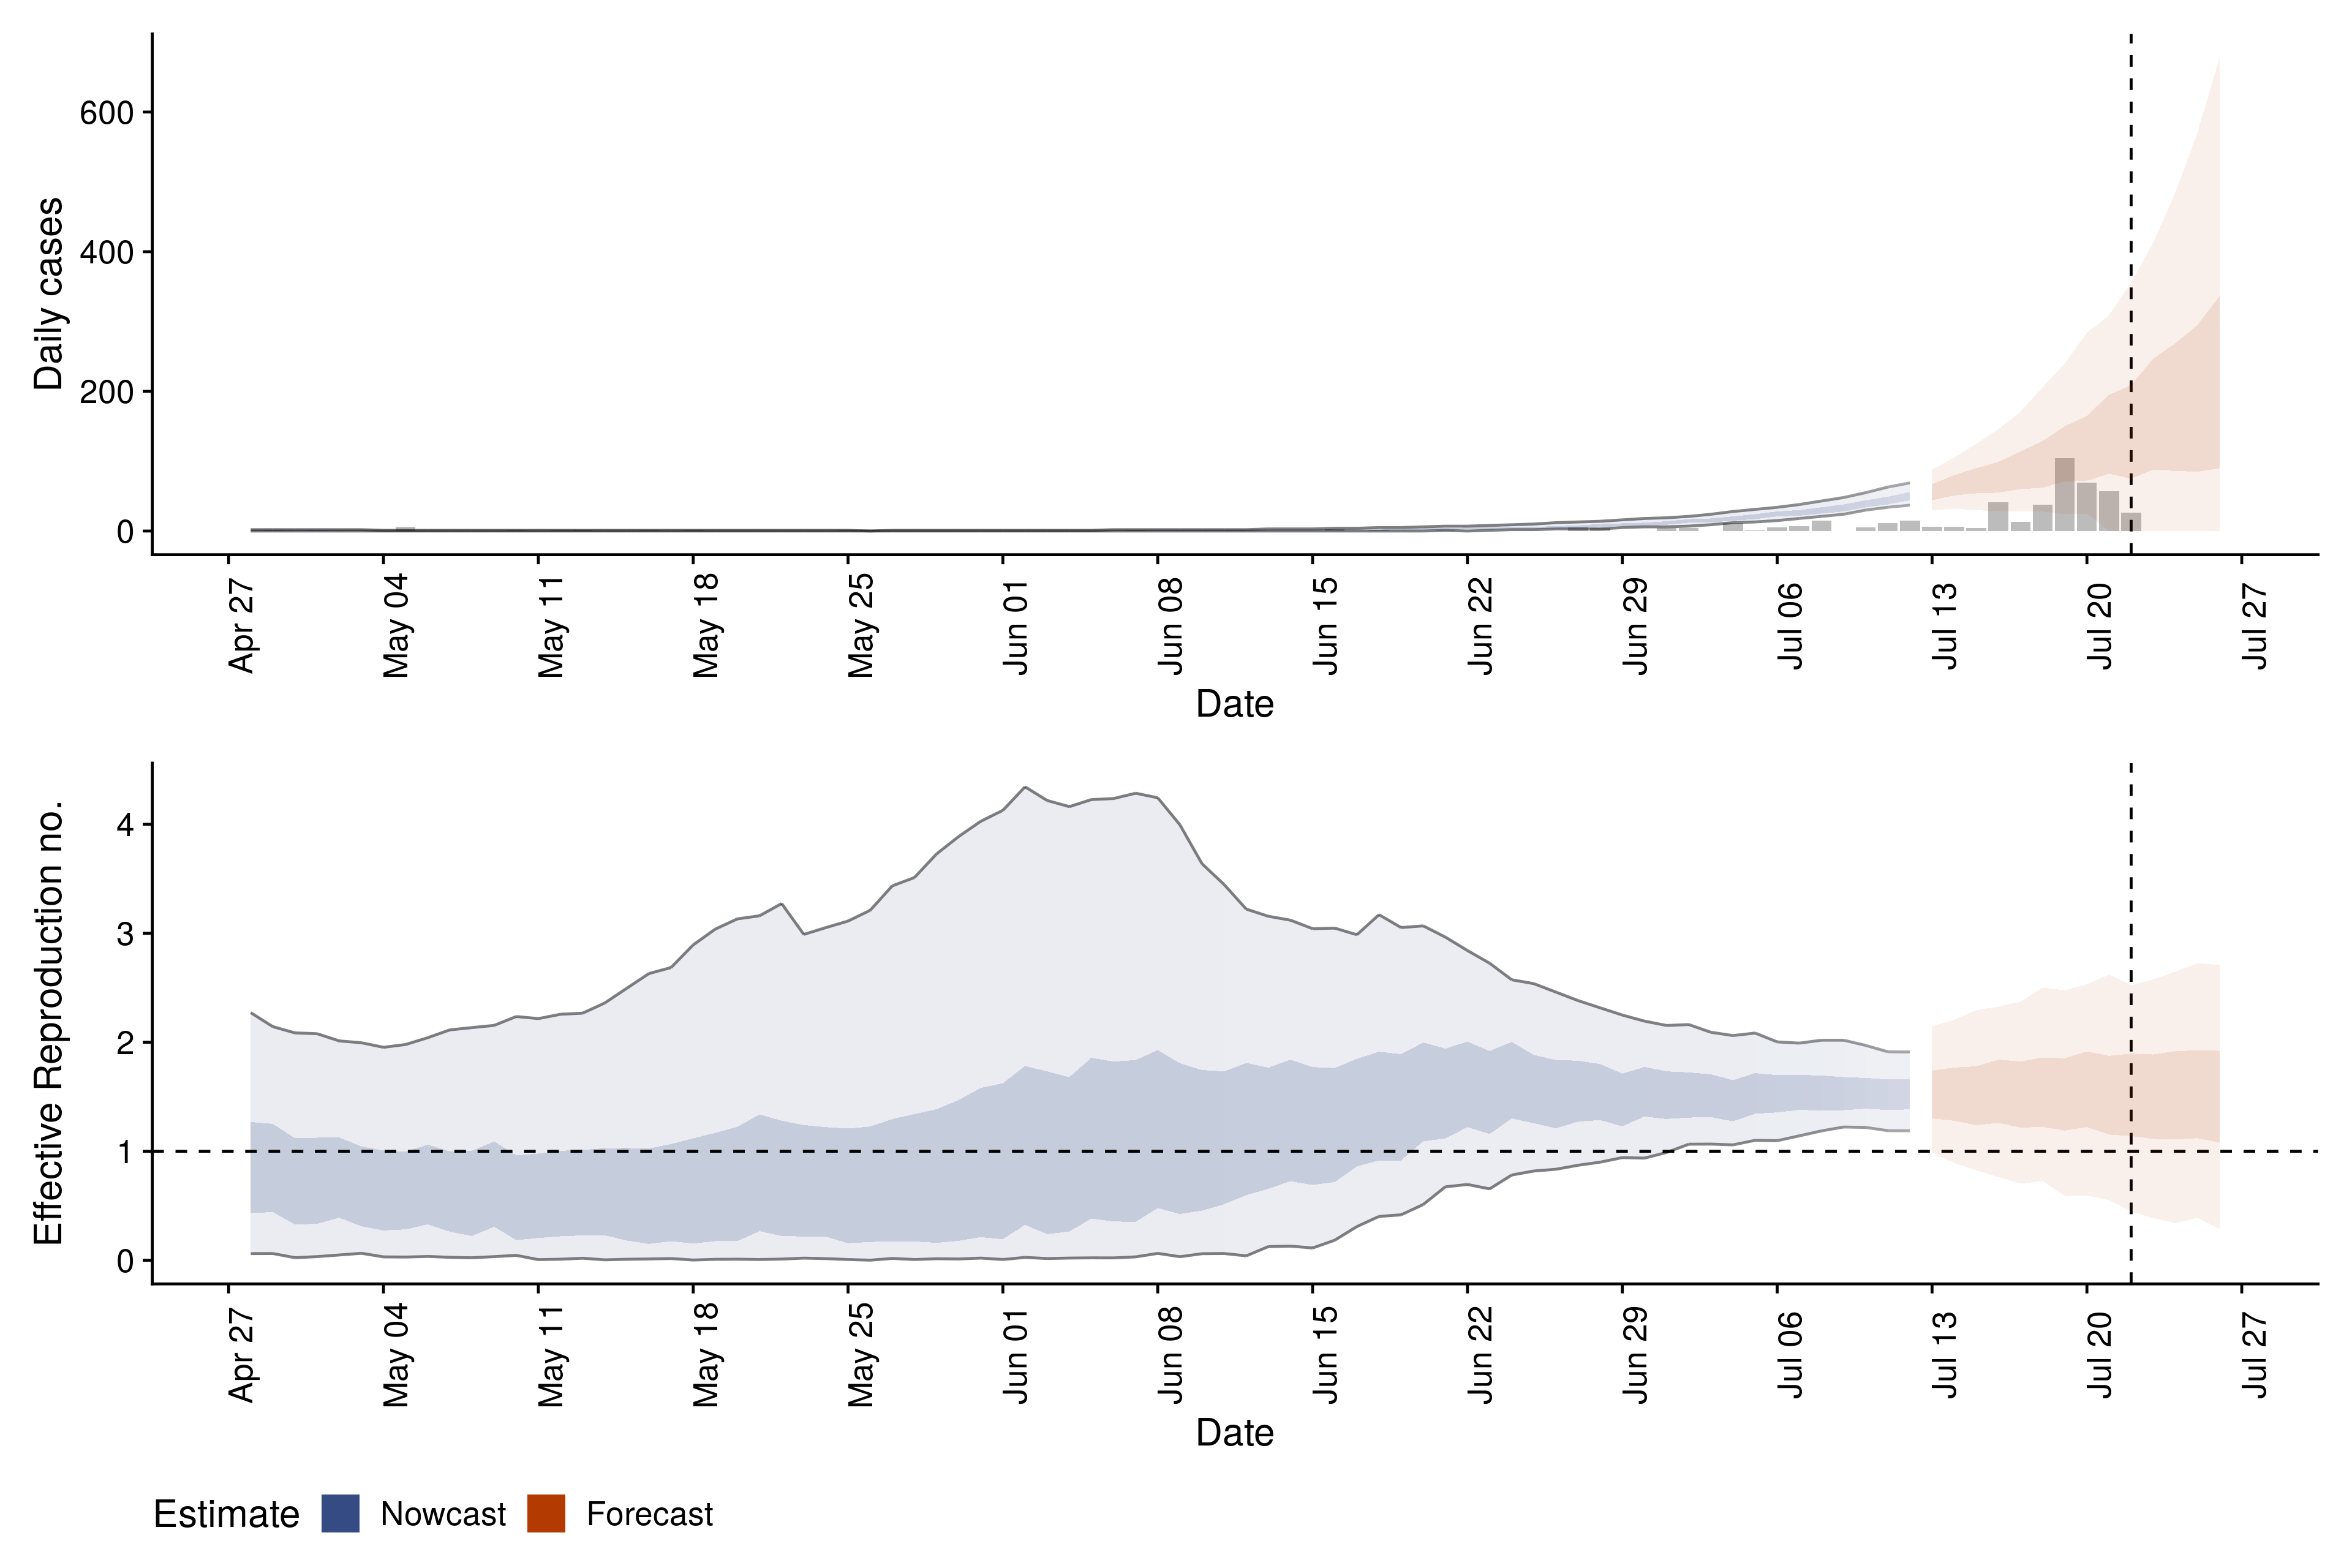 Daily cases
600
400
200
0
Apr 27
May 04
May 11
May 18
May 25
Jun 01
Jun 08
Jun 15
Jun 22
Jun 29
Jul 06
Jul 13
Jul 20
Jul 27
Date
Effective Reproduction no.
4
3
2
1
0
Apr 27
May 04
May 11
May 18
May 25
Jun 01
Jun 08
Jun 15
Jun 22
Jun 29
Jul 06
Jul 13
Jul 20
Jul 27
Date
Estimate Nowcast Forecast